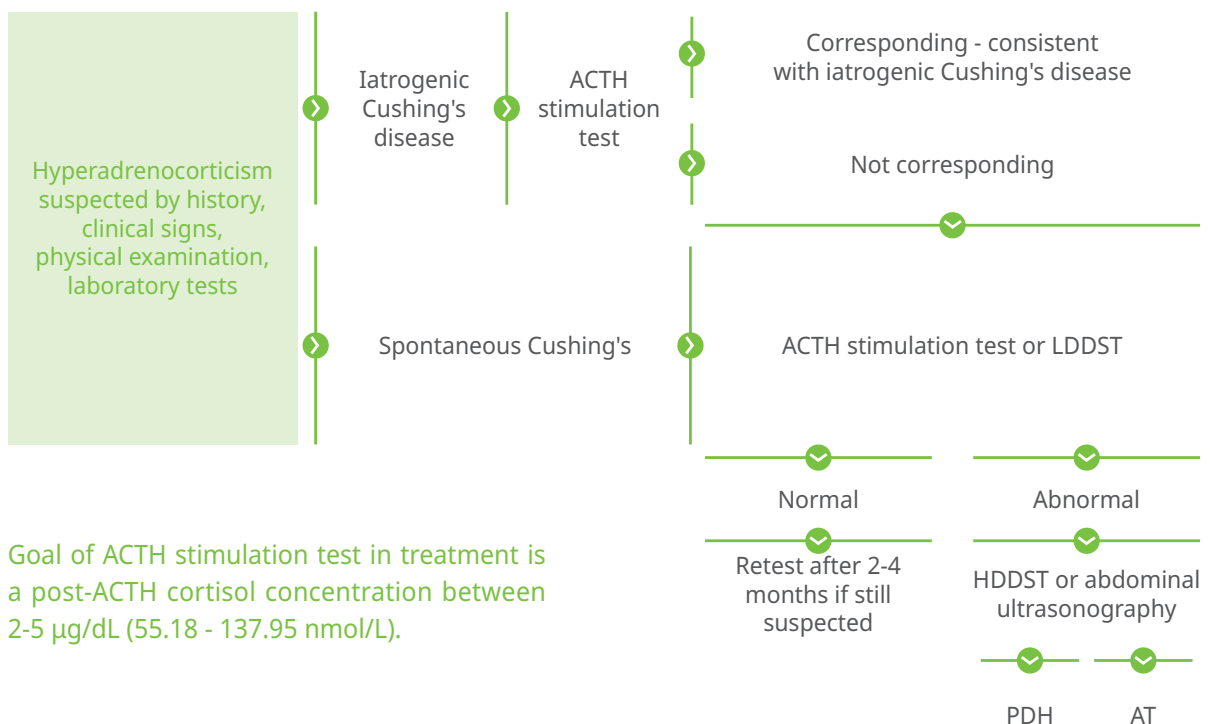 Hyperadrenocorticism
suspected by history,
clinical signs,
physical examination,
laboratory tests
Iatrogenic
Cushing's
disease
ACTH
stimulation
test
Corresponding - consistent
with iatrogenic Cushing's disease
Not corresponding
Spontaneous Cushing's
ACTH stimulation test or LDDST
Normal
Abnormal
Retest after 2-4
months if still
suspected
HDDST or abdominal
ultrasonography
PDH
AT
Goal of ACTH stimulation test in treatment is
a post-ACTH cortisol concentration between
2-5 μg/dL (55.18 - 137.95 nmol/L).